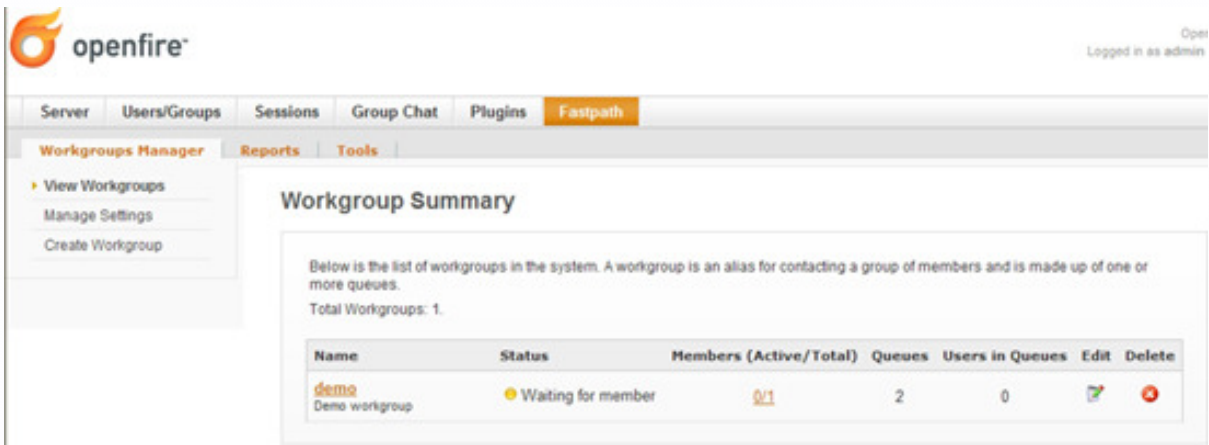 openfire™
Oper
Logged in as admin
Server Users/Groups Sessions Group Chat Plugins Fastpath
Workgroups Manager Reports Tools
View Workgroups
Manage Settings
Create Workgroup
Workgroup Summary
Below is the list of workgroups in the system. A workgroup is an alias for contacting a group of members and is made up of one or
more queues.
Total Workgroups: 1.
Name Status Members (Active/Total) Queues Users in Queues Edit Delete
demo Waiting for member 0/1 2 0
Demo workgroup